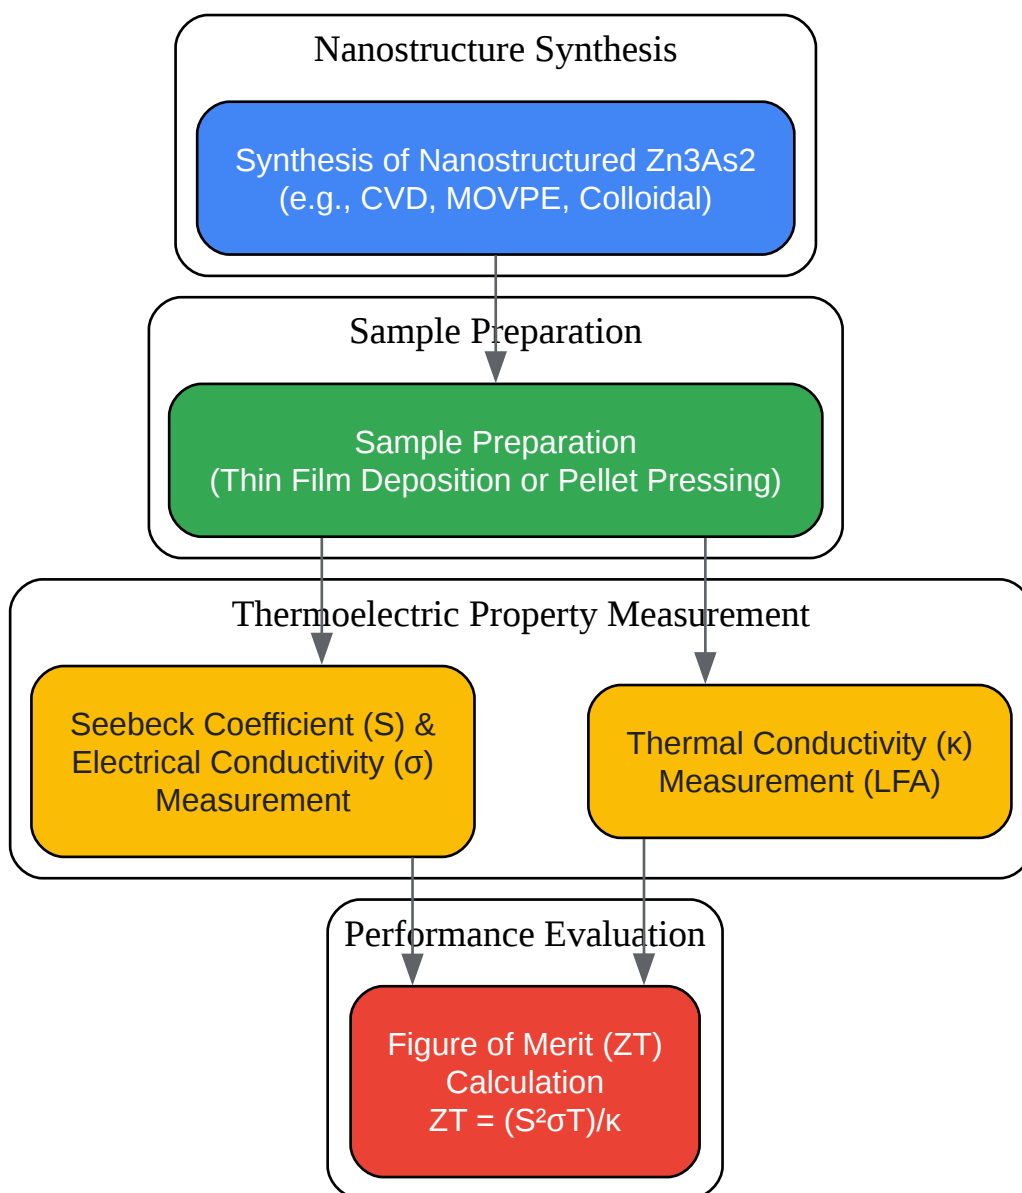 Nanostructure Synthesis
Synthesis of Nanostructured Zn3As2
(e.g., CVD, MOVPE, Colloidal)
Sample Preparation
Sample Preparation
(Thin Film Deposition or Pellet Pressing)
Thermoelectric Property Measurement
Seebeck Coefficient (S) &
Electrical Conductivity (σ)
Measurement
Thermal Conductivity (κ)
Measurement (LFA)
Performance Evaluation
Figure of Merit (ZT)
Calculation
ZT = (S²σT)/κ